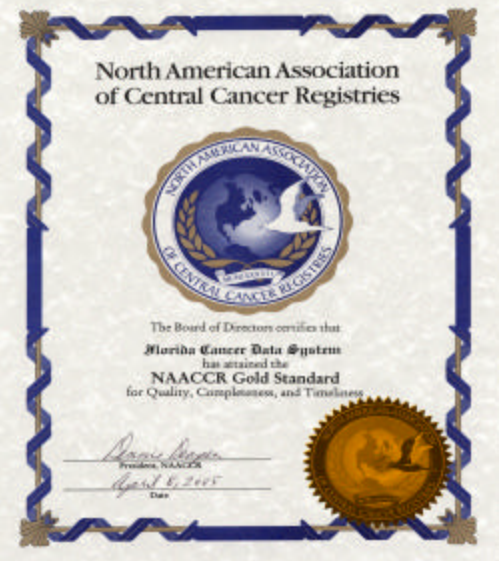 North American Association
of Central Cancer Registries
NORTH AMERICAN ASSOCIATION
OF CENTRAL CANCER REGISTRIES
The Board of Directors certifies that
Florida Cancer Data System
has attained the
NAACCR Gold Standard
for Quality, Completeness, and Timeliness
Dennis
President, NAACCR
April 6, 2005
Date